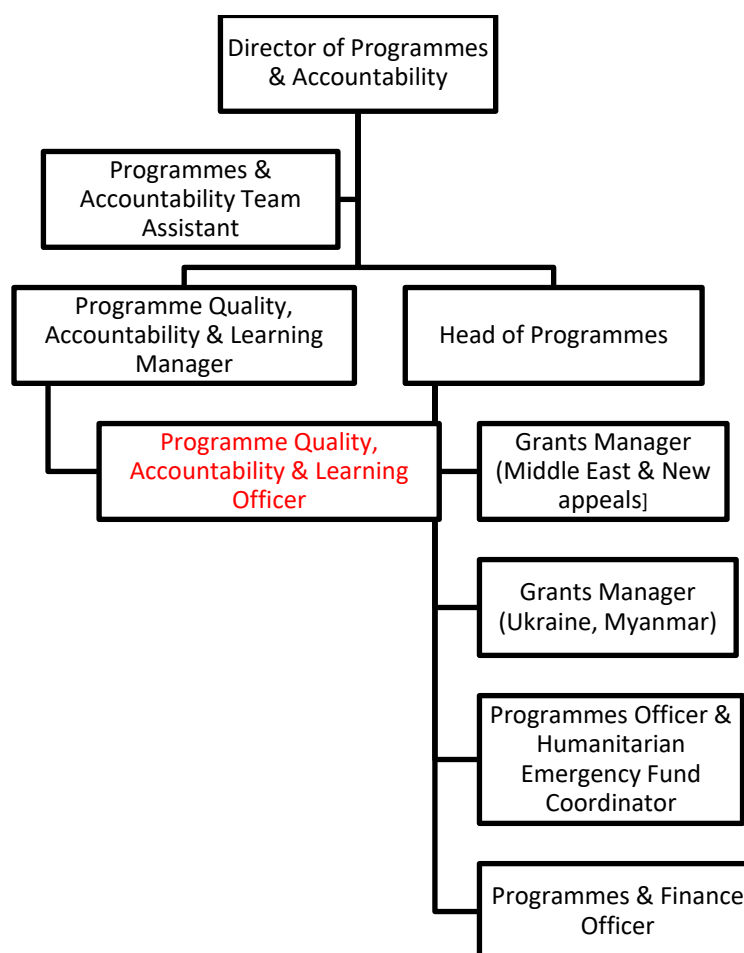 Director of Programmes
& Accountability
Programmes &
Accountability Team
Assistant
Programme Quality,
Accountability & Learning
Manager
Head of Programmes
Programme Quality,
Accountability & Learning
Officer
Grants Manager
(Middle East & New
appeals]
Grants Manager
(Ukraine, Myanmar)
Programmes Officer &
Humanitarian
Emergency Fund
Coordinator
Programmes & Finance
Officer